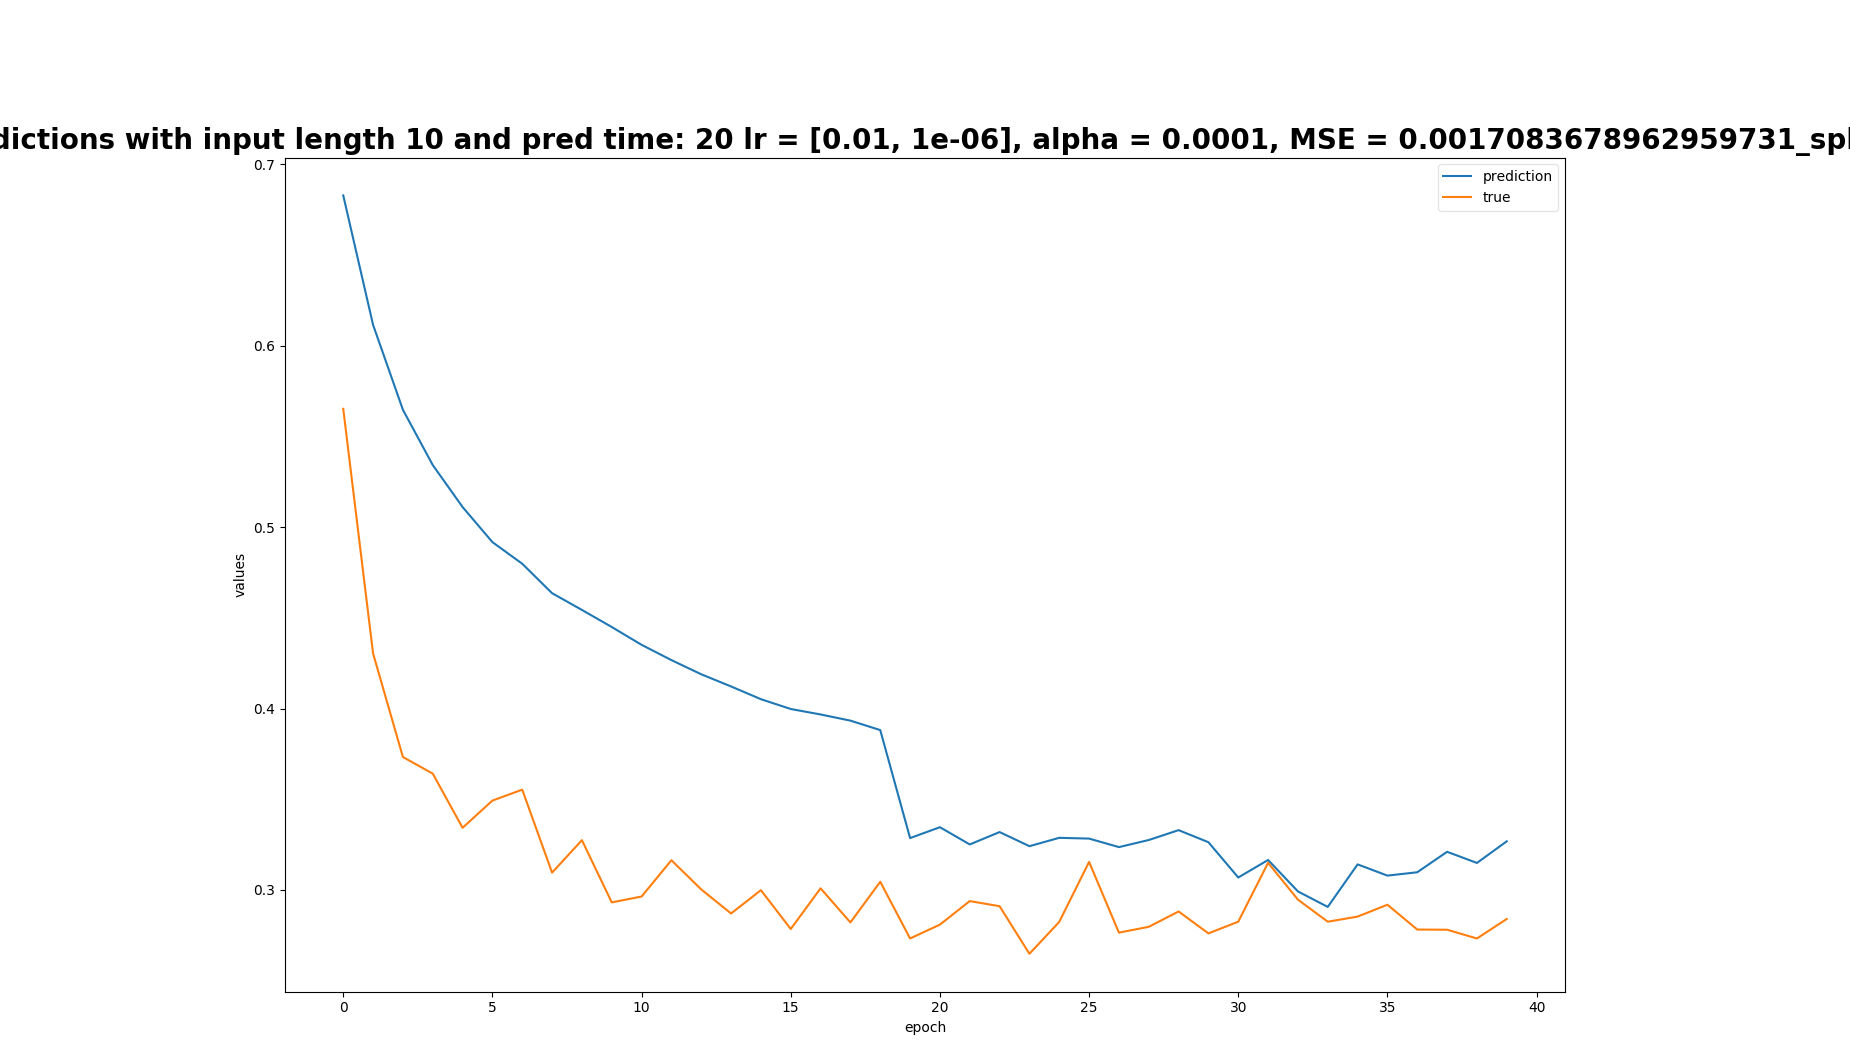 dictions with input length 10 and pred time: 20 lr = [0.01, 1e-06], alpha = 0.0001, MSE = 0.0017083678962959731_spl
prediction
true
0.7
0.6
0.5
0.4
0.3
values
0 5 10 15 20 25 30 35 40
epoch